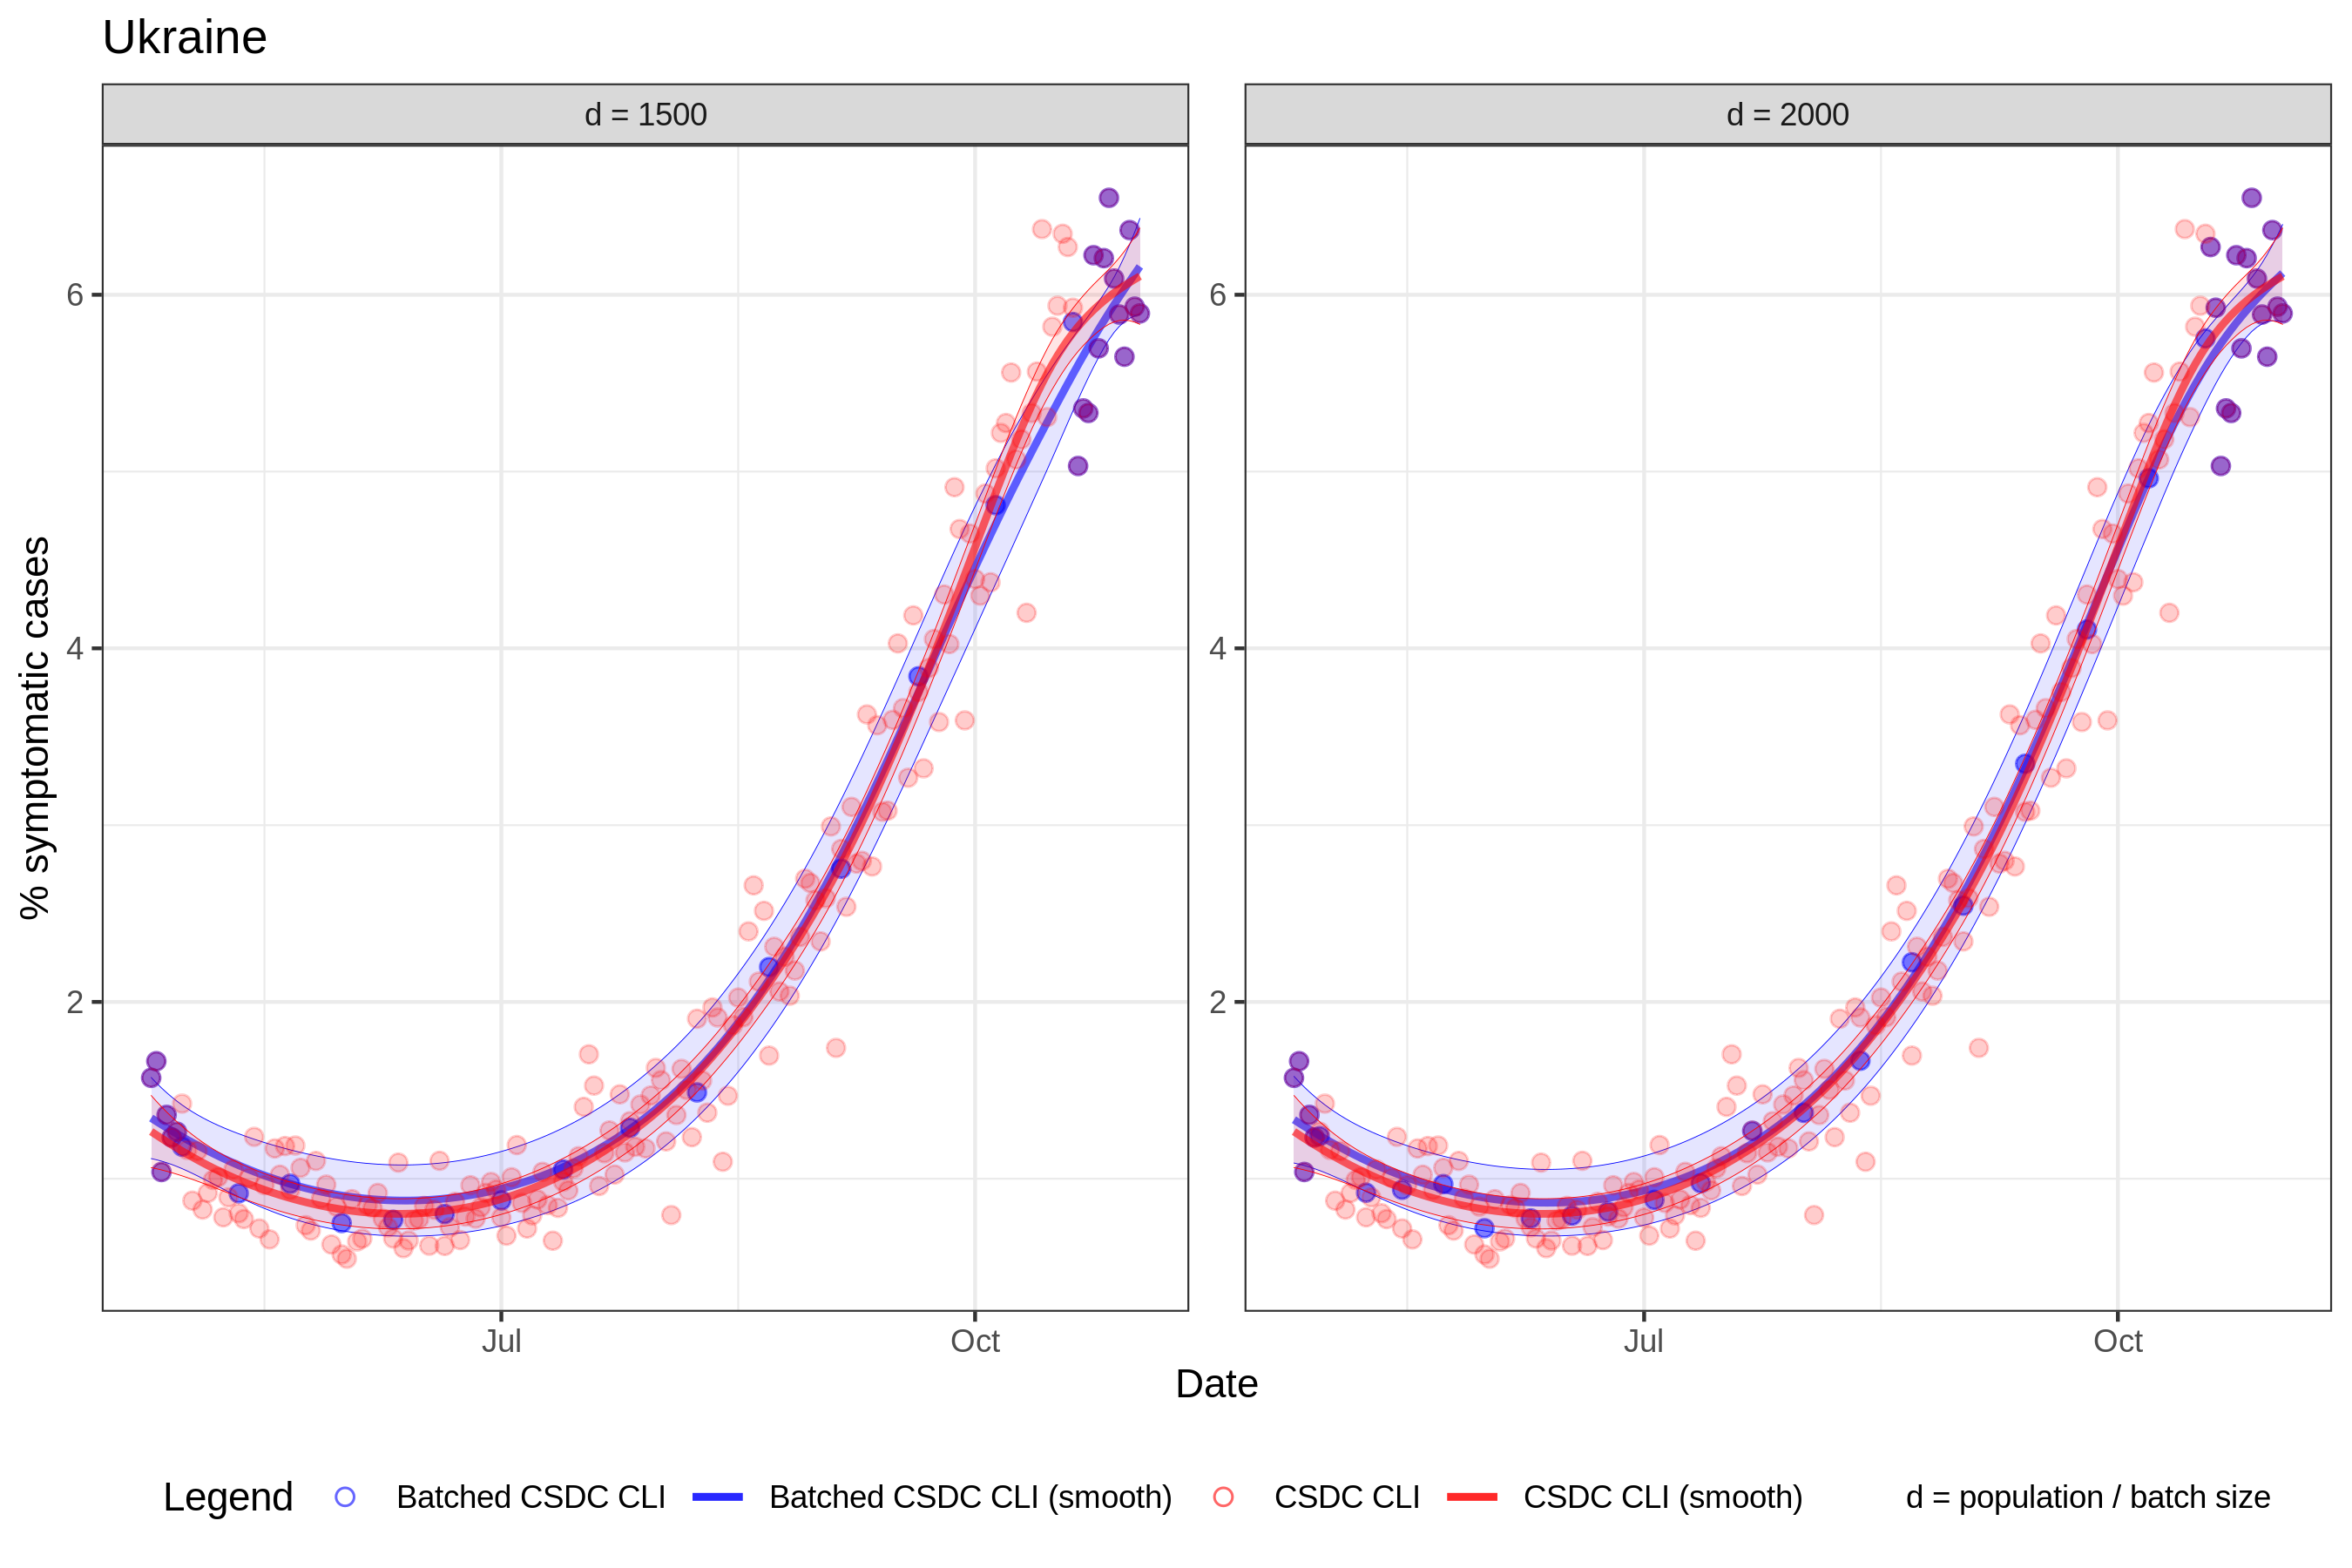 Ukraine
d = 1500
d = 2000
% symptomatic cases
6
4
2
6
4
2
Jul
Oct
Jul
Oct
Date
Legend
Batched CSDC CLI
Batched CSDC CLI (smooth)
CSDC CLI
CSDC CLI (smooth)
d = population / batch size